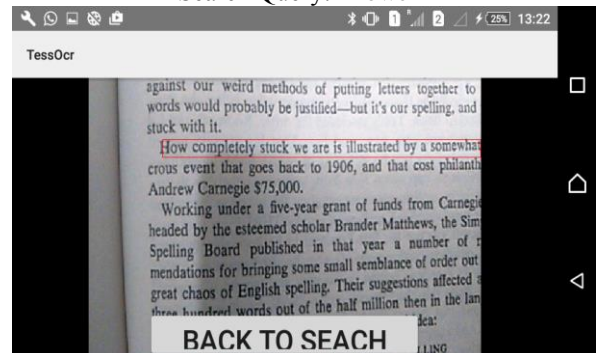 1 2 25% 13:22
TessOcr
against our weird methods of putting letters together to
words would probably be justified—but it's our spelling, and
stuck with it.
How completely stuck we are is illustrated by a somewhat
crous event that goes back to 1906, and that cost philanth
Andrew Carnegie $75,000.
Working under a five-year grant of funds from Carnegie
headed by the esteemed scholar Brander Matthews, the Sim
Spelling Board published in that year a number of r
mendations for bringing some small semblance of order out
great chaos of English spelling. Their suggestions affected a
three hundred words out of the half million then in the lan
idea:
BACK TO SEACH
LLING